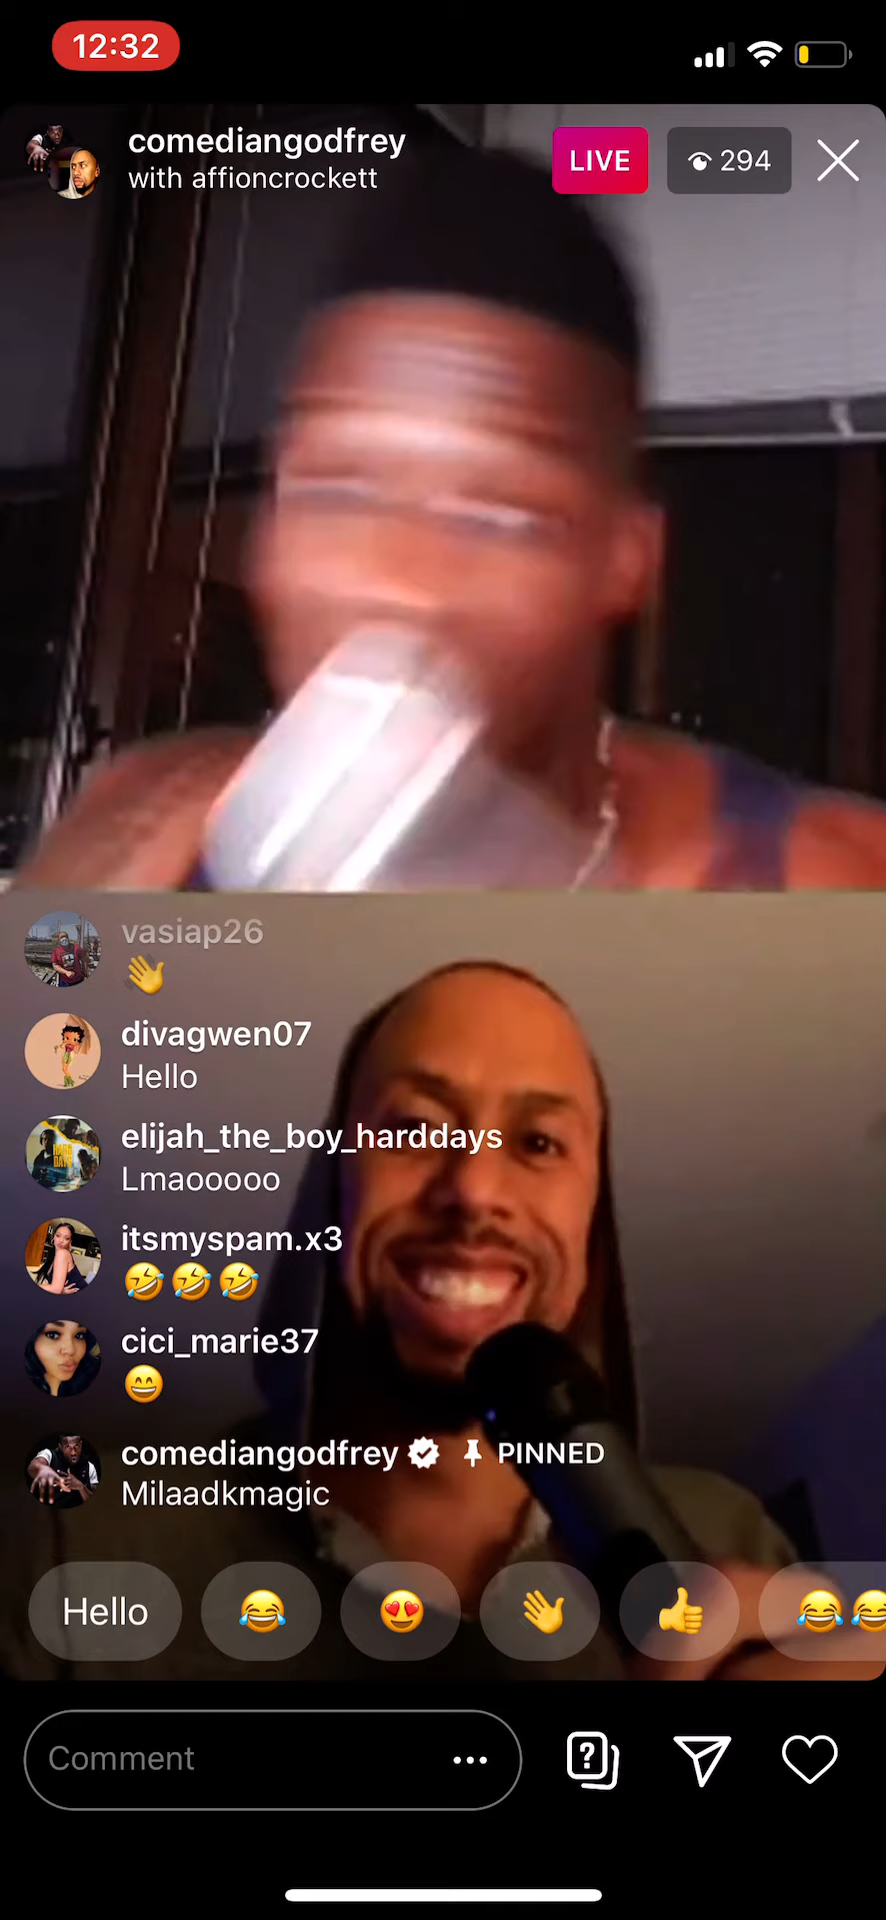 12:32
comediangodfrey
with affioncrockett
LIVE
294
vasiap26
👋
divagwen07
Hello
elijah_the_boy_harddays
Lmaooooo
itsmyspam.x3
🤣🤣🤣
cici_marie37
😄
comediangodfrey PINNED
Milaadkmagic
Hello 😂 😍 👋 👍 😂😂
Comment